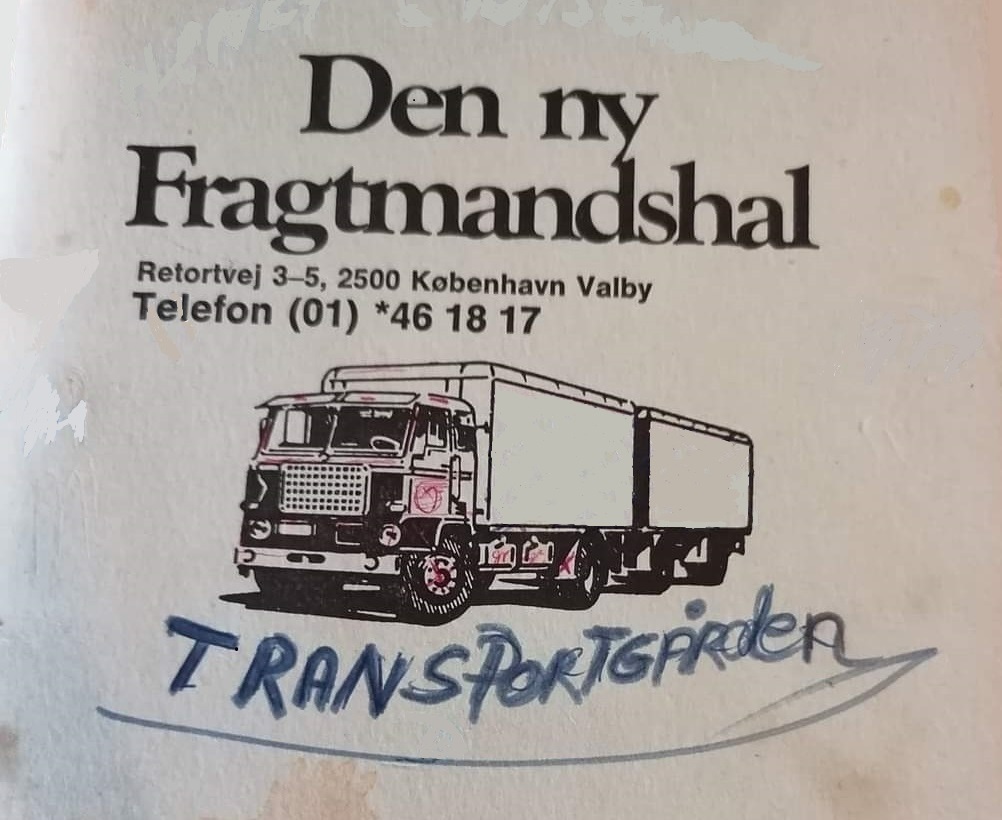 Den ny
Fragtmandshal
Retortvej 3–5, 2500 København Valby
Telefon (01) *46 18 17
TRANSPORTGÅRDEN